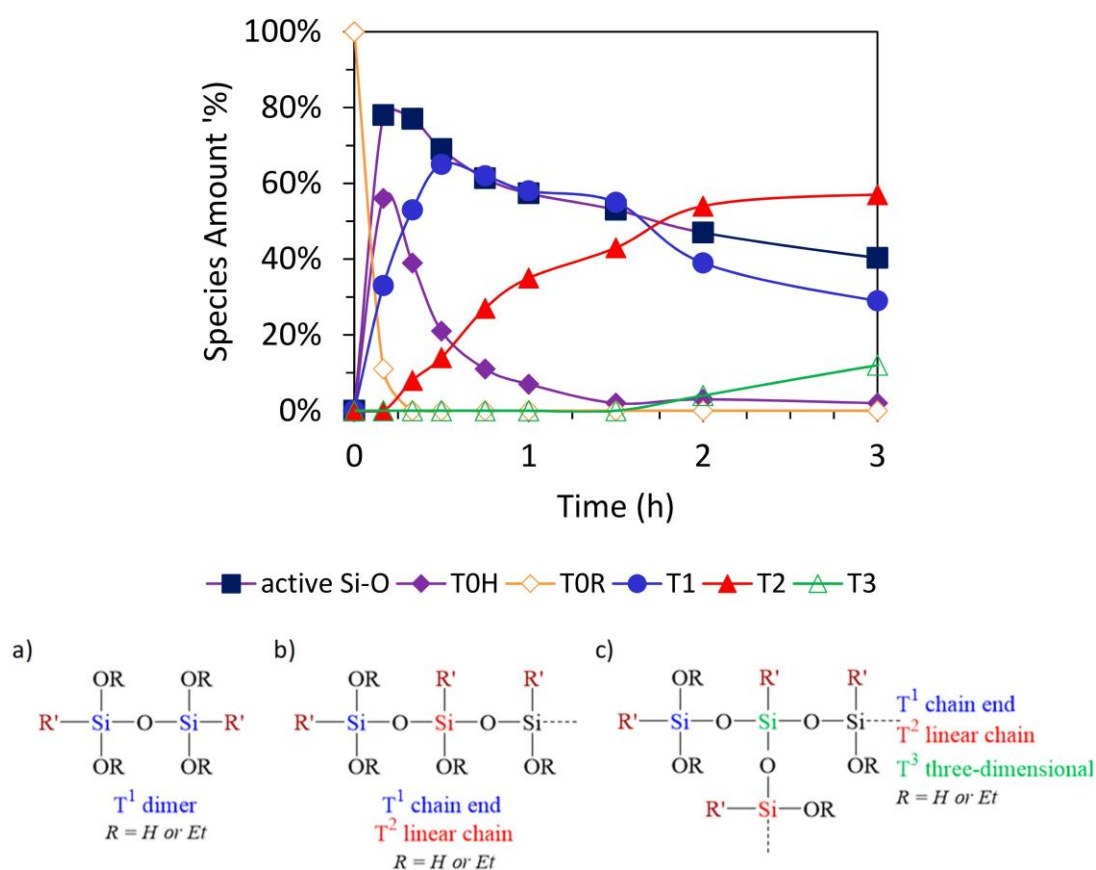 100%
80%
60%
40%
20%
0%
Species Amount '%)
0 1 2 3
Time (h)
active Si-O T0H T0R T1 T2 T3
a)
OR OR
R'—Si—O—Si—R'
OR OR
T¹ dimer
R = H or Et
b)
OR R' R'
R'—Si—O—Si—O—Si
OR OR OR
T¹ chain end
T² linear chain
R = H or Et
c)
OR R' R'
R'—Si—O—Si—O—Si
OR O OR
R'—Si—OR
T¹ chain end
T² linear chain
T³ three-dimensional
R = H or Et